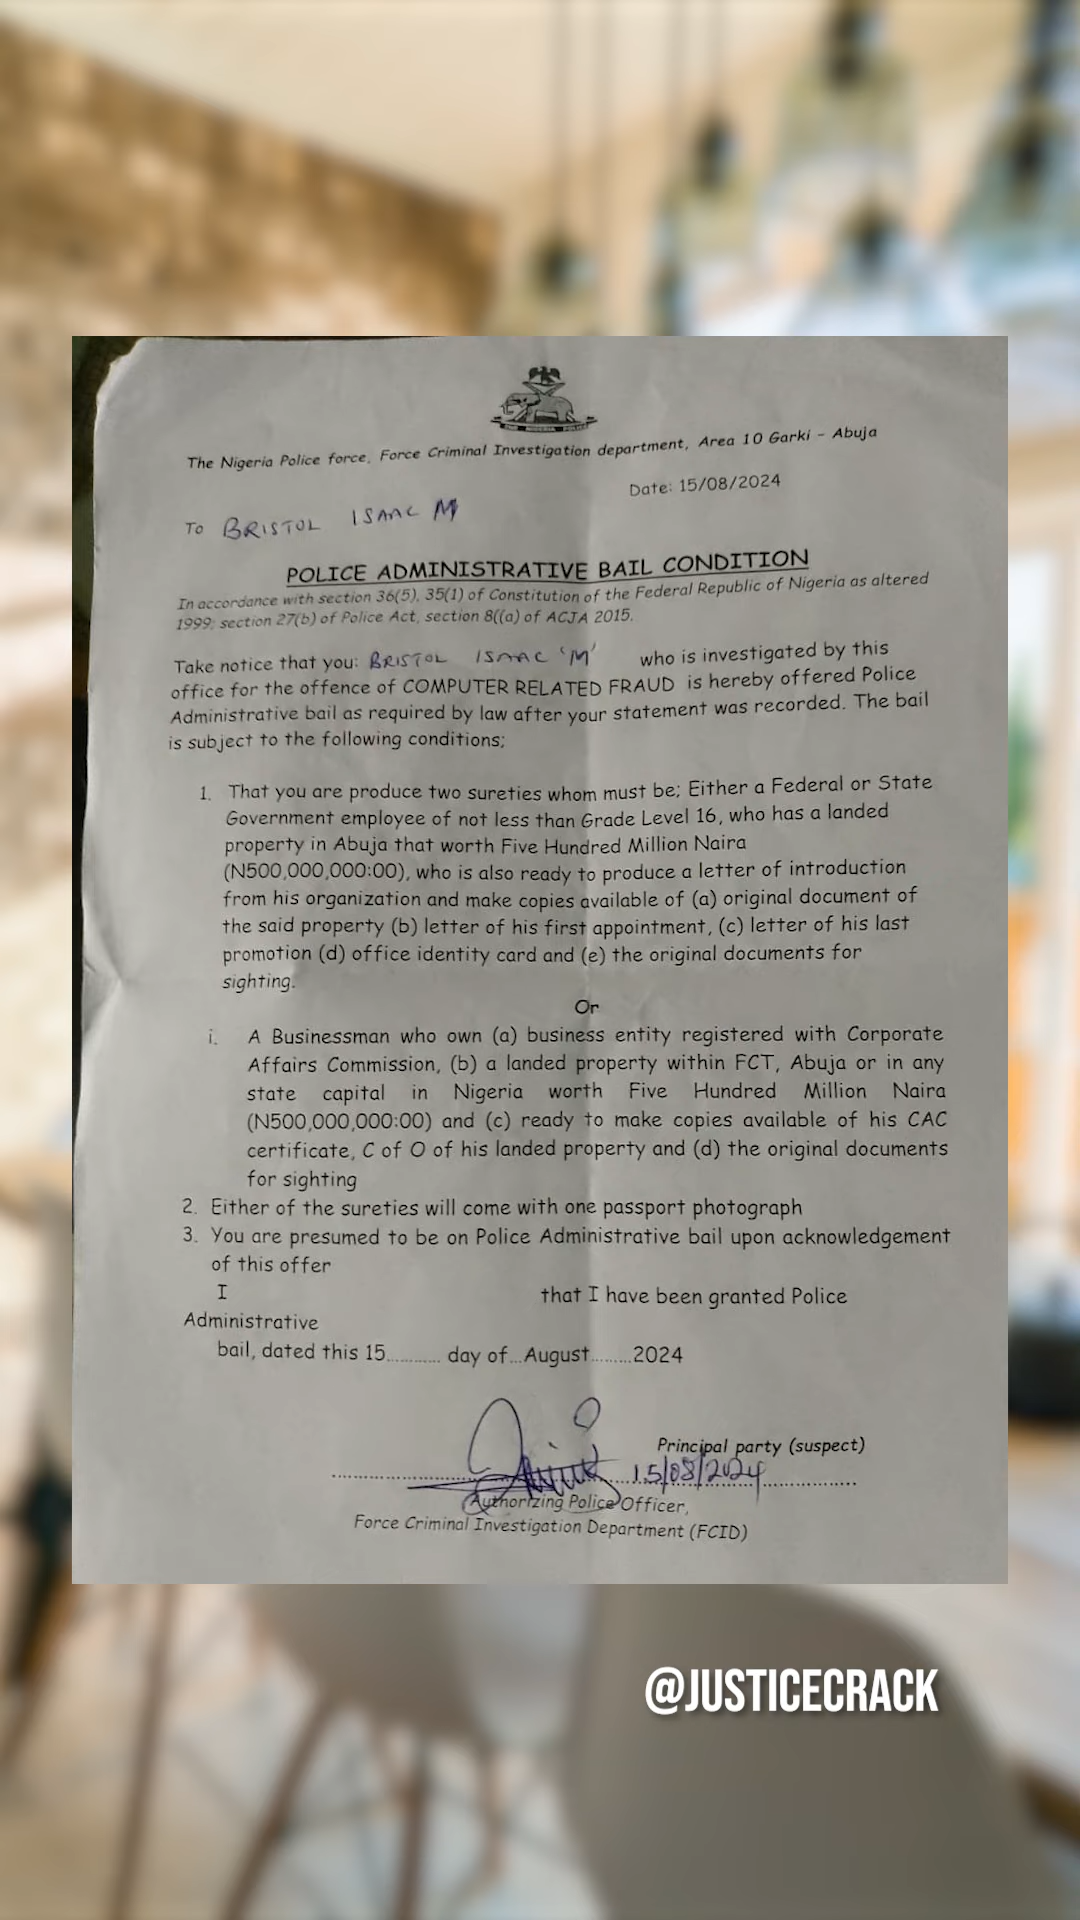 The Nigeria Police force, Force Criminal Investigation department, Area 10 Garki – Abuja
Date: 15/08/2024
To BRISTOL ISAAC M
POLICE ADMINISTRATIVE BAIL CONDITION
In accordance with section 36(5), 35(1) of Constitution of the Federal Republic of Nigeria as altered
1999; section 27(b) of Police Act, section 8((a) of ACJA 2015.
Take notice that you: BRISTOL ISAAC 'M' who is investigated by this
office for the offence of COMPUTER RELATED FRAUD is hereby offered Police
Administrative bail as required by law after your statement was recorded. The bail
is subject to the following conditions;
1. That you are produce two sureties whom must be; Either a Federal or State
Government employee of not less than Grade Level 16, who has a landed
property in Abuja that worth Five Hundred Million Naira
(N500,000,000:00), who is also ready to produce a letter of introduction
from his organization and make copies available of (a) original document of
the said property (b) letter of his first appointment, (c) letter of his last
promotion (d) office identity card and (e) the original documents for
sighting.
Or
i. A Businessman who own (a) business entity registered with Corporate
Affairs Commission, (b) a landed property within FCT, Abuja or in any
state capital in Nigeria worth Five Hundred Million Naira
(N500,000,000:00) and (c) ready to make copies available of his CAC
certificate, C of O of his landed property and (d) the original documents
for sighting
2. Either of the sureties will come with one passport photograph
3. You are presumed to be on Police Administrative bail upon acknowledgement
of this offer
I that I have been granted Police
Administrative
bail, dated this 15........... day of...August.........2024
Principal party (suspect)
15/08/2024
Authorizing Police Officer,
Force Criminal Investigation Department (FCID)
@JUSTICECRACK